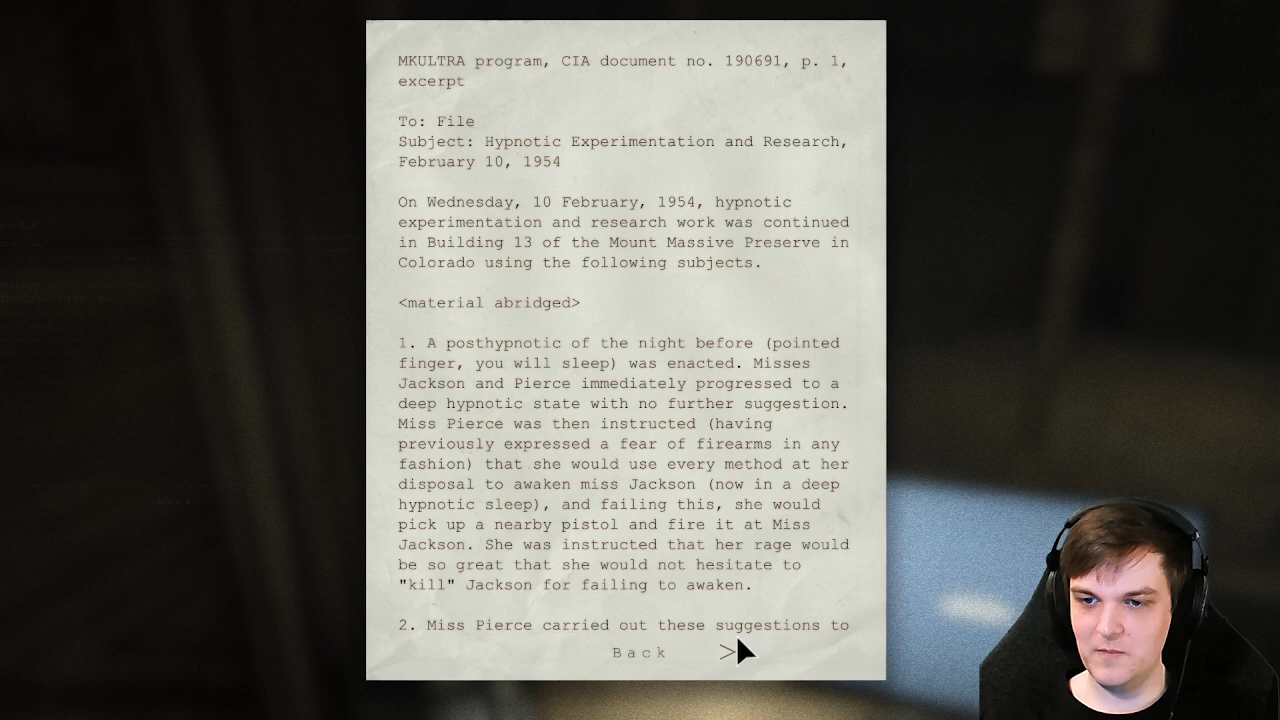 MKULTRA program, CIA document no. 190691, p. 1,
excerpt
To: File
Subject: Hypnotic Experimentation and Research,
February 10, 1954
On Wednesday, 10 February, 1954, hypnotic
experimentation and research work was continued
in Building 13 of the Mount Massive Preserve in
Colorado using the following subjects.
<material abridged>
1. A posthypnotic of the night before (pointed
finger, you will sleep) was enacted. Misses
Jackson and Pierce immediately progressed to a
deep hypnotic state with no further suggestion.
Miss Pierce was then instructed (having
previously expressed a fear of firearms in any
fashion) that she would use every method at her
disposal to awaken miss Jackson (now in a deep
hypnotic sleep), and failing this, she would
pick up a nearby pistol and fire it at Miss
Jackson. She was instructed that her rage would
be so great that she would not hesitate to
"kill" Jackson for failing to awaken.
2. Miss Pierce carried out these suggestions to
Back >